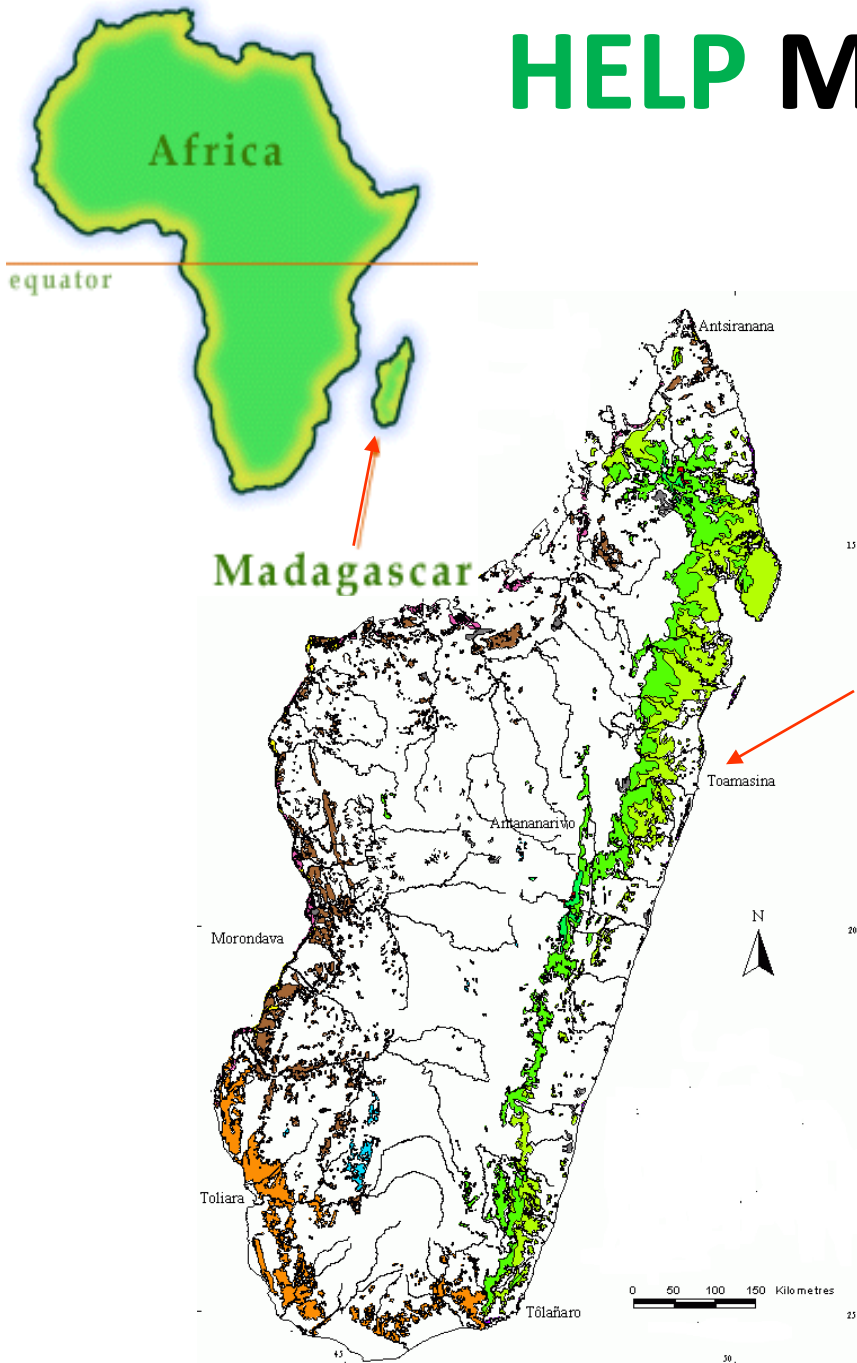 HELP M
Africa
equator
Madagascar
Antsiranana
15
Toamasina
Antananarivo
N
Morondava
20
Toliara
0 50 100 150 Kilometres
Tôlañaro
25
45
50